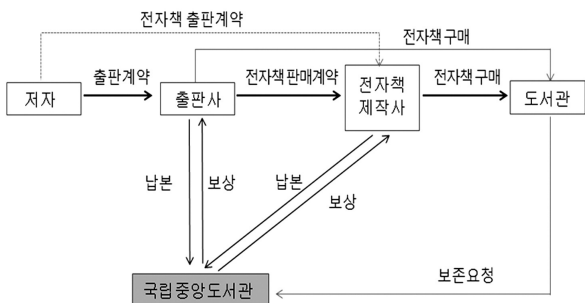 전자책 출판계약
전자책 구매
출판계약
전자책 판매계약
전자책 구매
저자
출판사
전자책
제작사
도서관
납본
보상
납본
보상
보존요청
국립중앙도서관